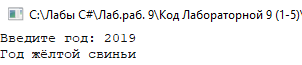 C:\Лабы C#\Лаб.раб. 9\Код Лабораторной 9 (1-5)\
Введите год: 2019
Год жёлтой свиньи